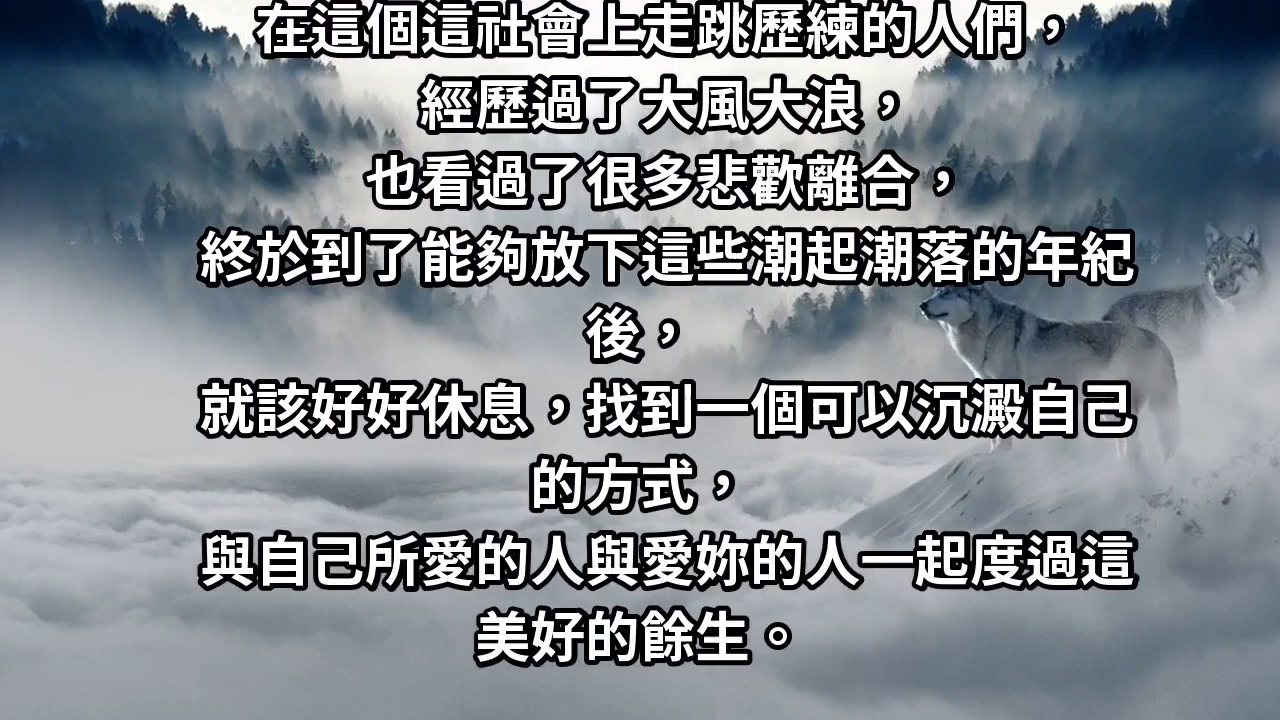 在這個這社會上走跳歷練的人們，
經歷過了大風大浪，
也看過了很多悲歡離合，
終於到了能夠放下這些潮起潮落的年紀
後，
就該好好休息，找到一個可以沉澱自己
的方式，
與自己所愛的人與愛妳的人一起度過這
美好的餘生。